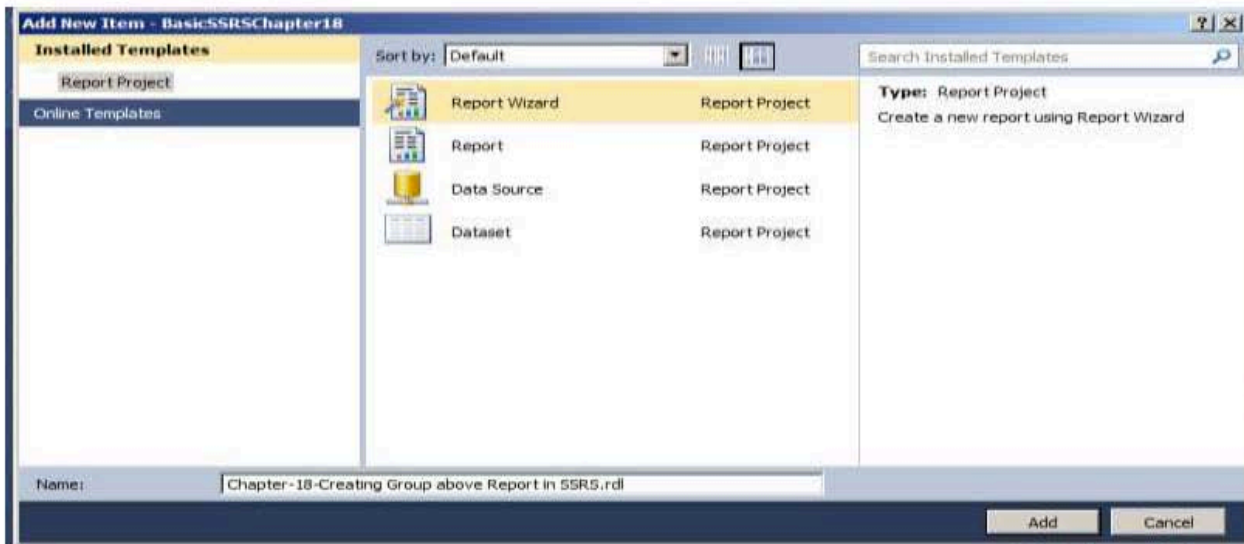 Add New Item - BasicSSRSChapter18
Installed Templates
Report Project
Online Templates
Sort by: Default
Report Wizard Report Project
Report Report Project
Data Source Report Project
Dataset Report Project
Search Installed Templates
Type: Report Project
Create a new report using Report Wizard
Name: Chapter-18-Creating Group above Report in SSRS.rdl
Add Cancel